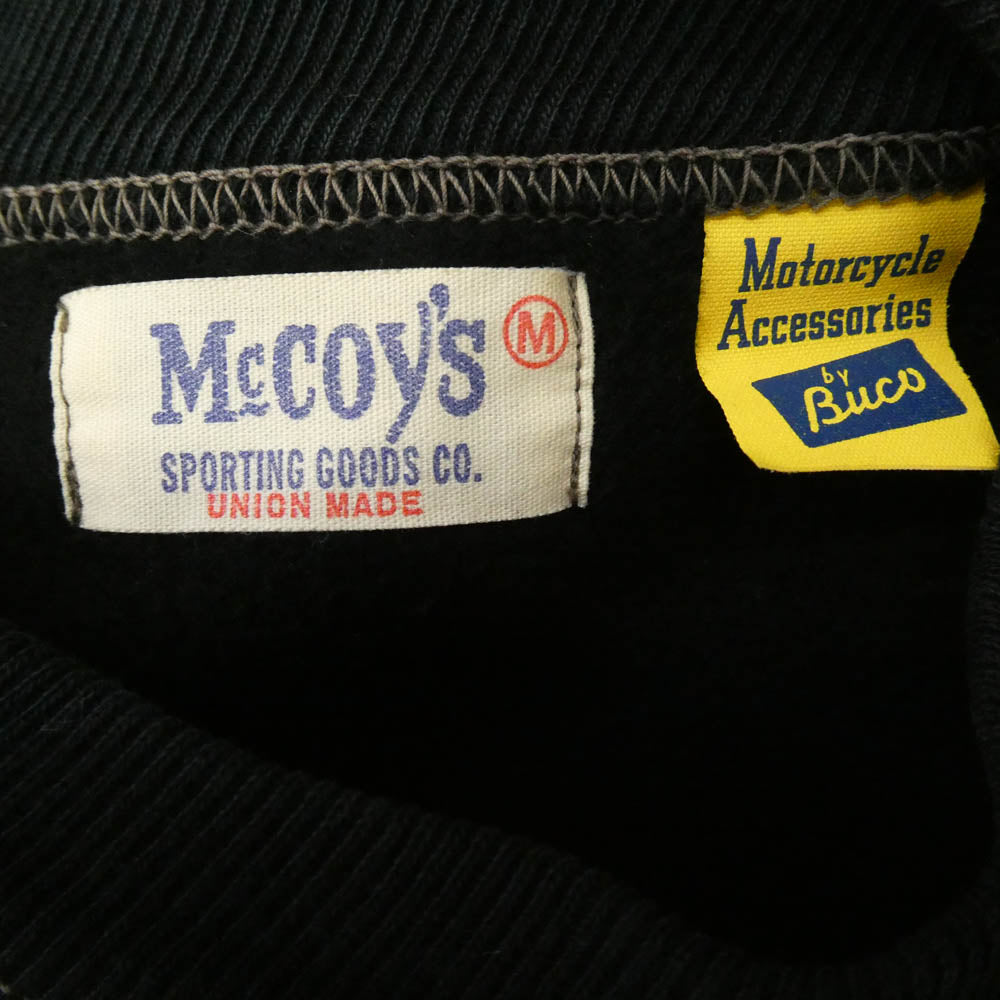 McCOY'S M
SPORTING GOODS CO.
UNION MADE
Motorcycle
Accessories
by
Buco